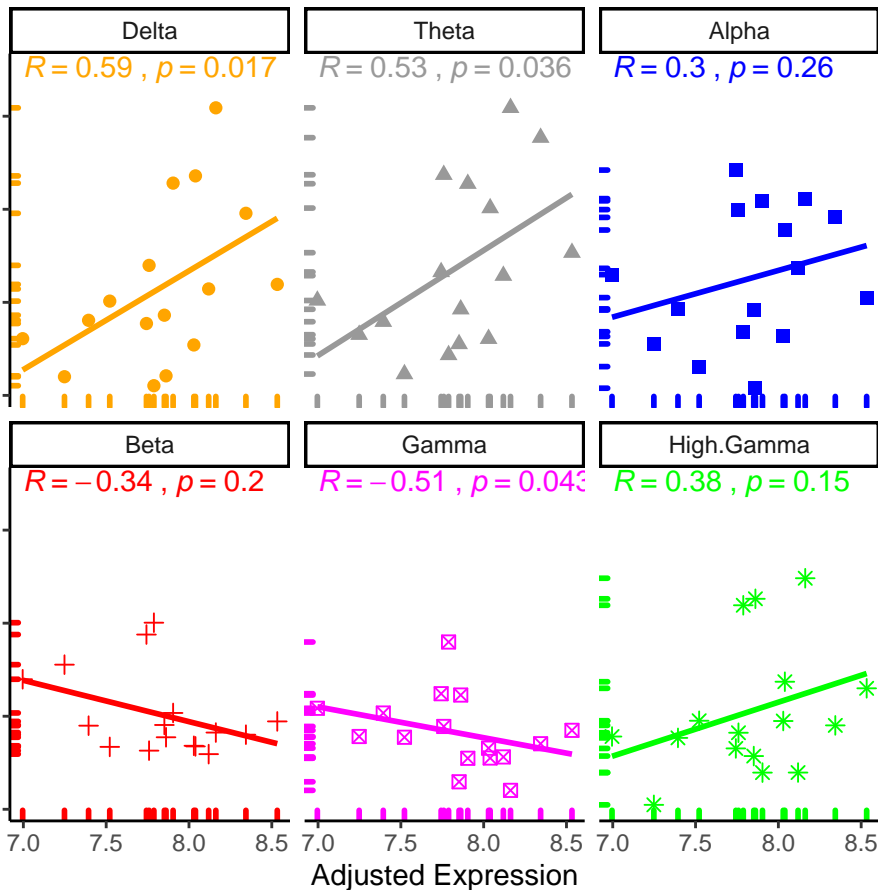 Delta Theta Alpha
R = 0.59 , p = 0.017 R = 0.53 , p = 0.036 R = 0.3 , p = 0.26
Beta Gamma High.Gamma
R = −0.34 , p = 0.2 R = −0.51 , p = 0.043 R = 0.38 , p = 0.15
7.0 7.5 8.0 8.5 7.0 7.5 8.0 8.5 7.0 7.5 8.0 8.5
Adjusted Expression